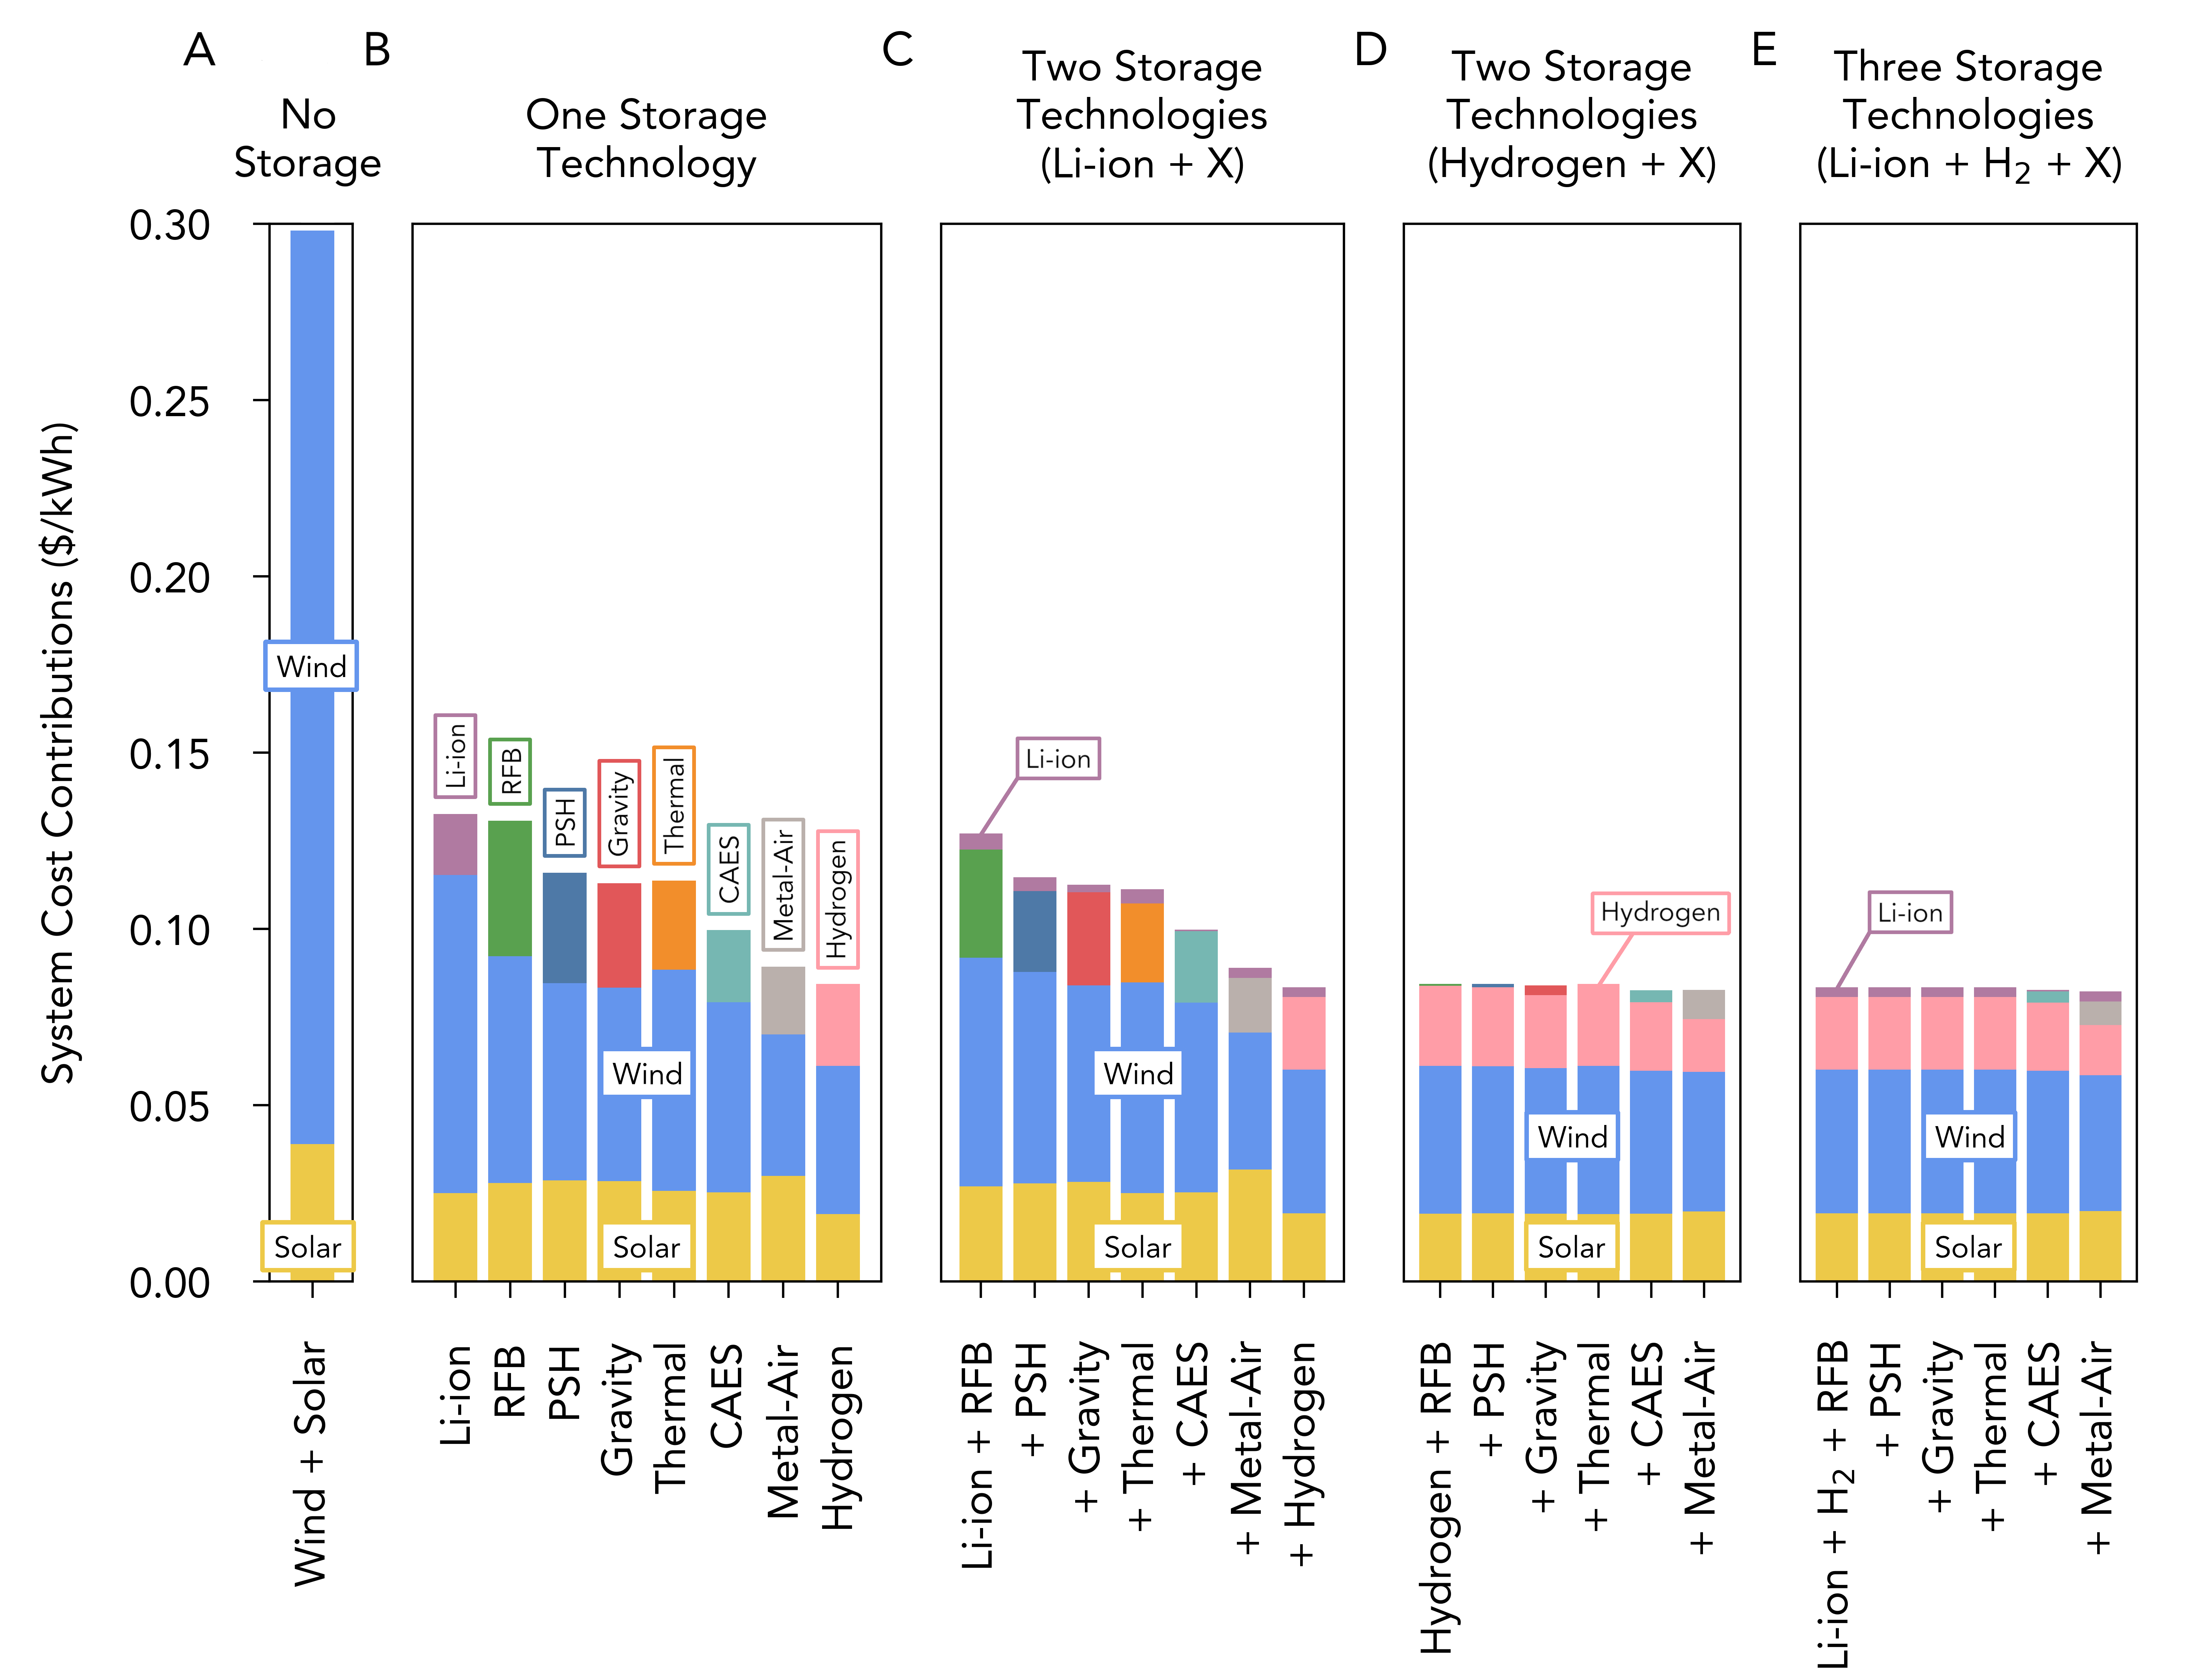 A
B
C
D
E
No
Storage
One Storage
Technology
Two Storage
Technologies
(Li-ion + X)
Two Storage
Technologies
(Hydrogen + X)
Three Storage
Technologies
(Li-ion + H₂ + X)
System Cost Contributions ($/kWh)
0.30
0.25
0.20
0.15
0.10
0.05
0.00
Wind
Solar
Li-ion
RFB
PSH
Gravity
Thermal
CAES
Metal-Air
Hydrogen
Wind
Solar
Li-ion
Wind
Solar
Hydrogen
Wind
Solar
Li-ion
Wind
Solar
Wind + Solar
Li-ion
RFB
PSH
Gravity
Thermal
CAES
Metal-Air
Hydrogen
Li-ion + RFB
+ PSH
+ Gravity
+ Thermal
+ CAES
+ Metal-Air
+ Hydrogen
Hydrogen + RFB
+ PSH
+ Gravity
+ Thermal
+ CAES
+ Metal-Air
Li-ion + H₂ + RFB
+ PSH
+ Gravity
+ Thermal
+ CAES
+ Metal-Air